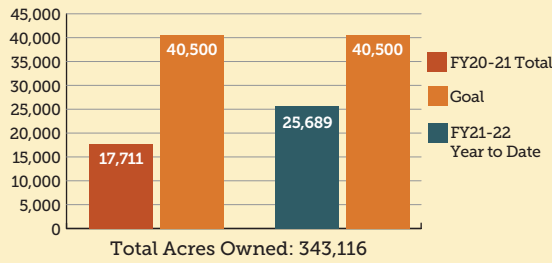 45,000
40,000
35,000
30,000
25,000
20,000
15,000
10,000
5,000
0
17,711
40,500
25,689
40,500
FY20-21 Total
Goal
FY21-22
Year to Date
Total Acres Owned: 343,116